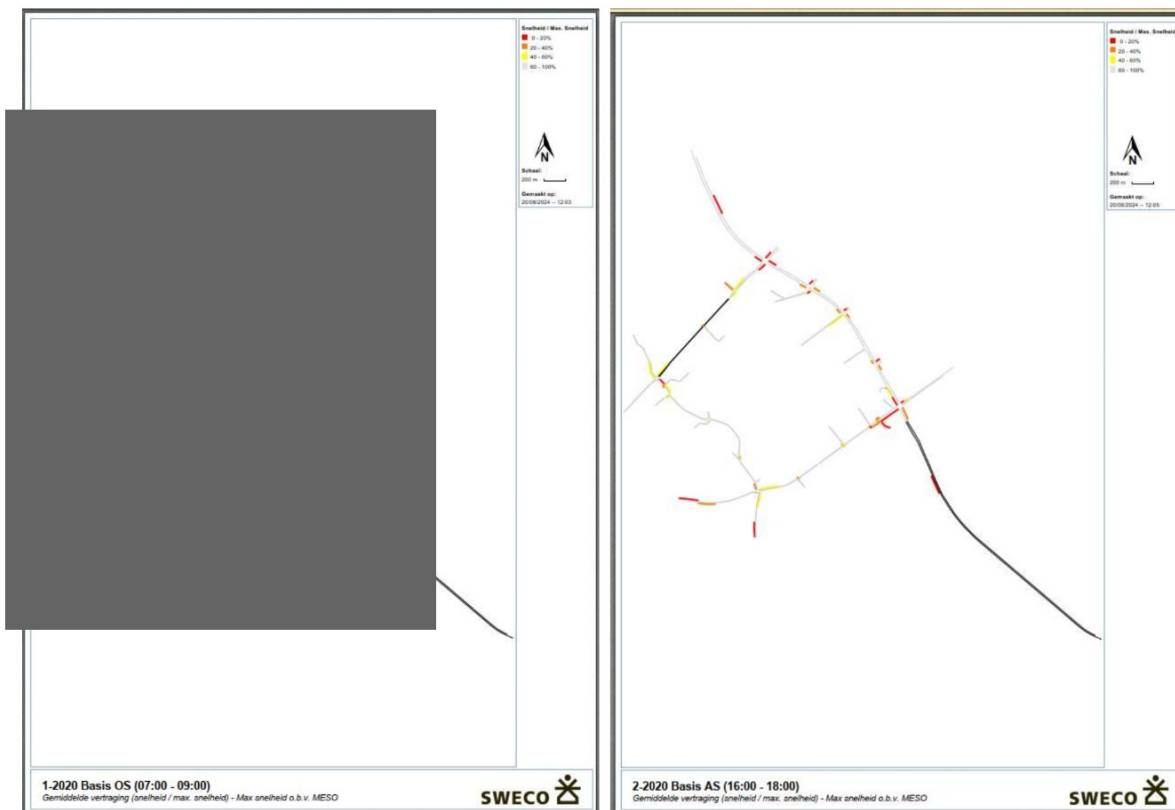 Snelheid / Max. Snelheid
0 - 20%
20 - 40%
40 - 60%
60 - 100%
N
Schaal:
200 m
Gemaakt op:
20/08/2024 -- 12:03
1-2020 Basis OS (07:00 - 09:00)
Gemiddelde vertraging (snelheid / max. snelheid) - Max snelheid o.b.v. MESO
SWECO
Snelheid / Max. Snelheid
0 - 20%
20 - 40%
40 - 60%
60 - 100%
N
Schaal:
200 m
Gemaakt op:
20/08/2024 -- 12:05
2-2020 Basis AS (16:00 - 18:00)
Gemiddelde vertraging (snelheid / max. snelheid) - Max snelheid o.b.v. MESO
SWECO